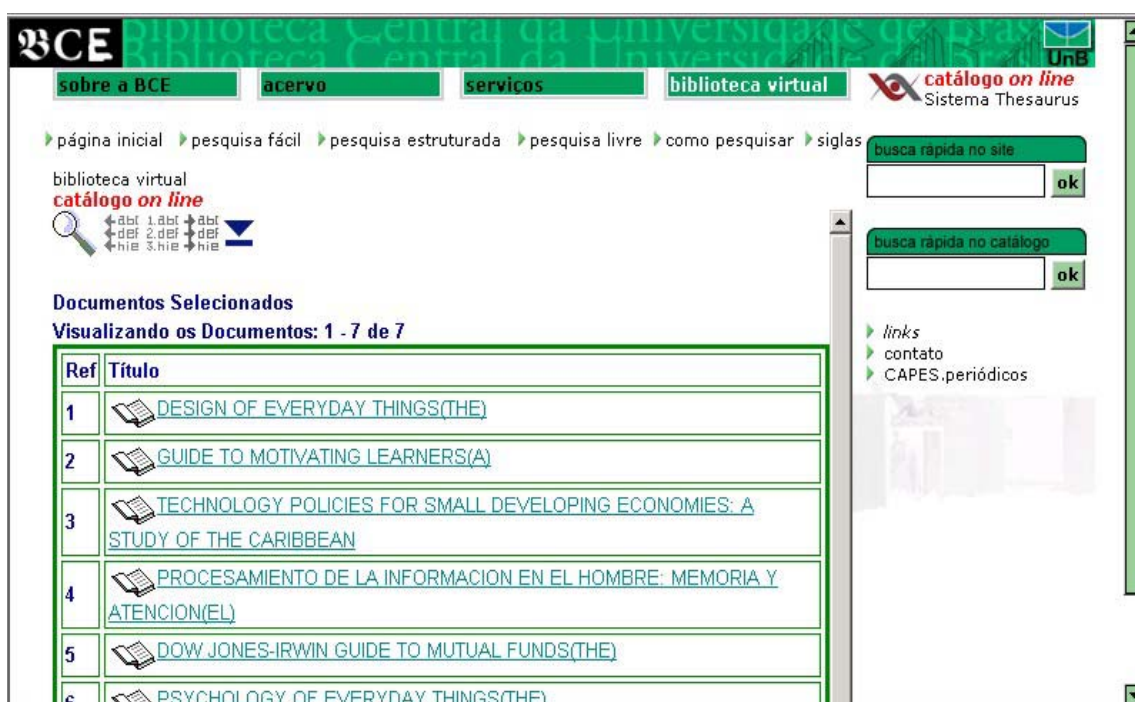 BCE
Biblioteca Central da Universidade de Bras
UnB
sobre a BCE
acervo
serviços
biblioteca virtual
catálogo on line
Sistema Thesaurus
página inicial
pesquisa fácil
pesquisa estruturada
pesquisa livre
como pesquisar
siglas
busca rápida no site
ok
busca rápida no catálogo
ok
links
contato
CAPES.periódicos
biblioteca virtual
catálogo on line
Documentos Selecionados
Visualizando os Documentos: 1 - 7 de 7
Ref Título
1 DESIGN OF EVERYDAY THINGS(THE)
2 GUIDE TO MOTIVATING LEARNERS(A)
3 TECHNOLOGY POLICIES FOR SMALL DEVELOPING ECONOMIES: A
STUDY OF THE CARIBBEAN
4 PROCESAMIENTO DE LA INFORMACION EN EL HOMBRE: MEMORIA Y
ATENCION(EL)
5 DOW JONES-IRWIN GUIDE TO MUTUAL FUNDS(THE)
6 PSYCHOLOGY OF EVERYDAY THINGS(THE)